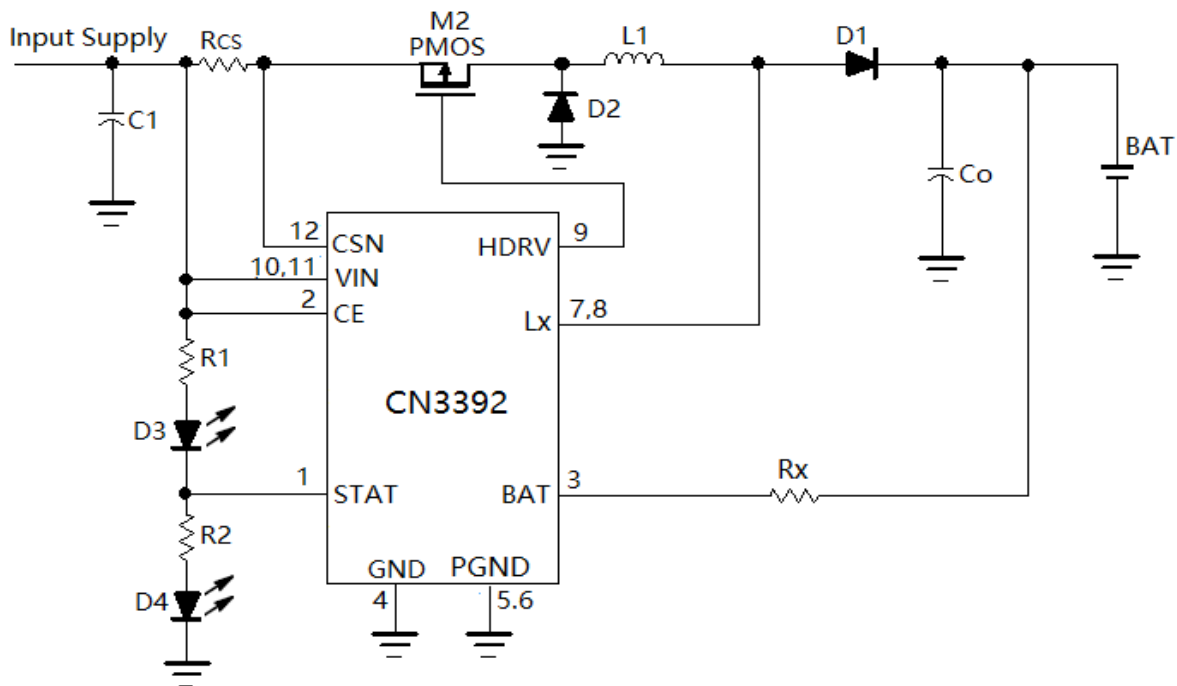 Input Supply
RCS
M2
PMOS
L1
D1
C1
D2
Co
BAT
12
CSN
HDRV
9
10,11
VIN
2
CE
Lx
7,8
R1
CN3392
D3
1
STAT
BAT
3
Rx
R2
GND
PGND
D4
4
5.6